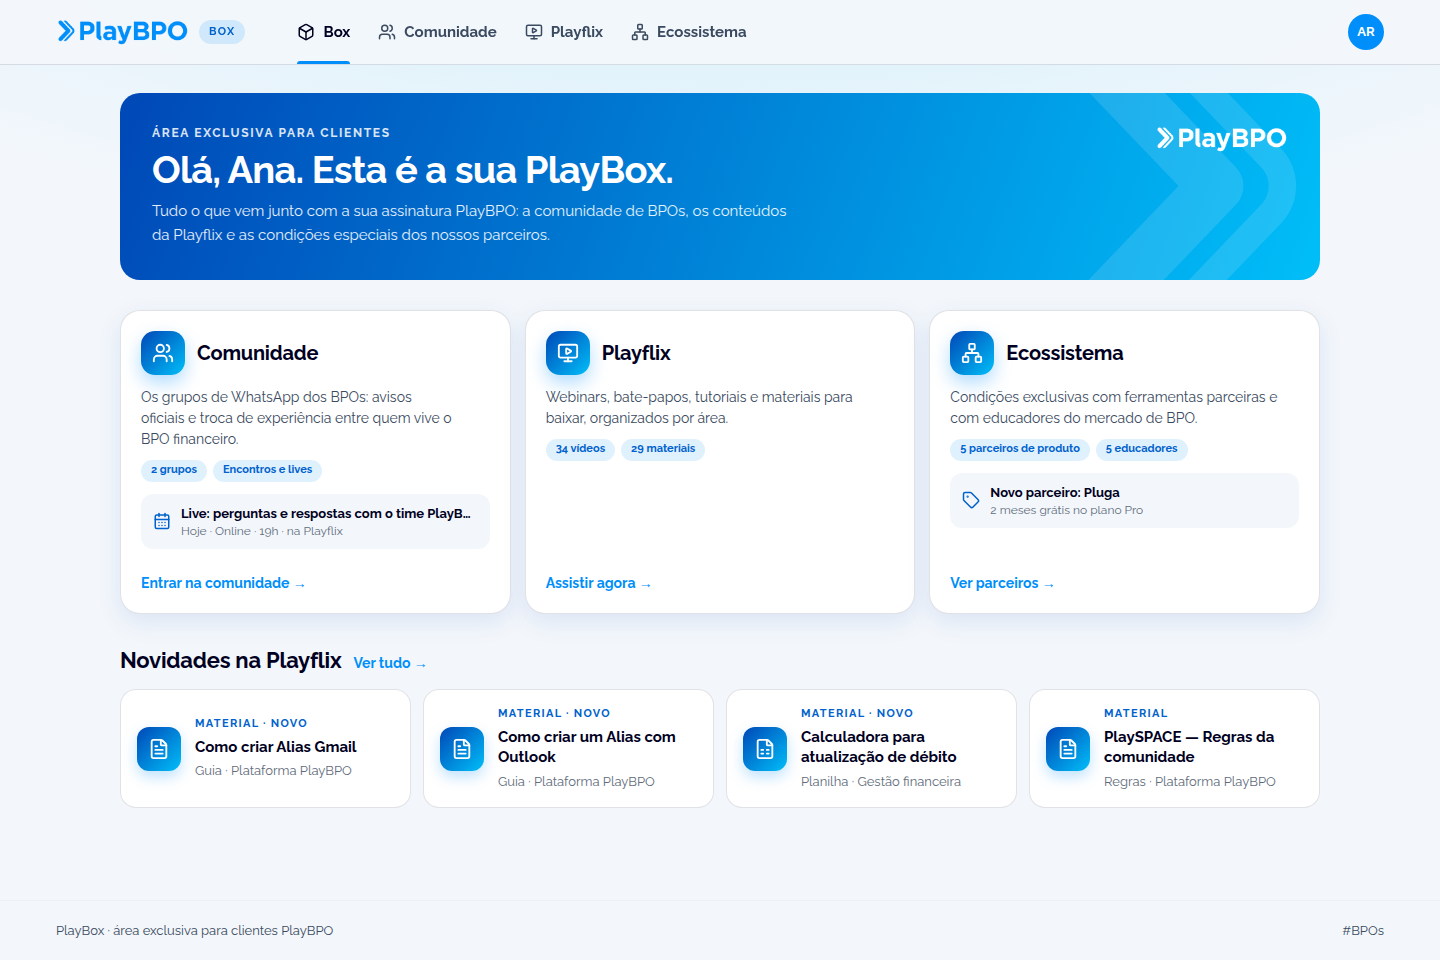 PlayBPO BOX Box Comunidade Playflix Ecossistema AR
ÁREA EXCLUSIVA PARA CLIENTES
PlayBPO
Olá, Ana. Esta é a sua PlayBox.
Tudo o que vem junto com a sua assinatura PlayBPO: a comunidade de BPOs, os conteúdos
da Playflix e as condições especiais dos nossos parceiros.
Comunidade
Os grupos de WhatsApp dos BPOs: avisos
oficiais e troca de experiência entre quem vive o
BPO financeiro.
2 grupos Encontros e lives
Live: perguntas e respostas com o time PlayB...
Hoje · Online · 19h · na Playflix
Entrar na comunidade →
Playflix
Webinars, bate-papos, tutoriais e materiais para
baixar, organizados por área.
34 vídeos 29 materiais
Assistir agora →
Ecossistema
Condições exclusivas com ferramentas parceiras e
com educadores do mercado de BPO.
5 parceiros de produto 5 educadores
Novo parceiro: Pluga
2 meses grátis no plano Pro
Ver parceiros →
Novidades na Playflix Ver tudo →
MATERIAL · NOVO
Como criar Alias Gmail
Guia · Plataforma PlayBPO
MATERIAL · NOVO
Como criar um Alias com
Outlook
Guia · Plataforma PlayBPO
MATERIAL · NOVO
Calculadora para
atualização de débito
Planilha · Gestão financeira
MATERIAL
PlaySPACE — Regras da
comunidade
Regras · Plataforma PlayBPO
PlayBox · área exclusiva para clientes PlayBPO #BPOs